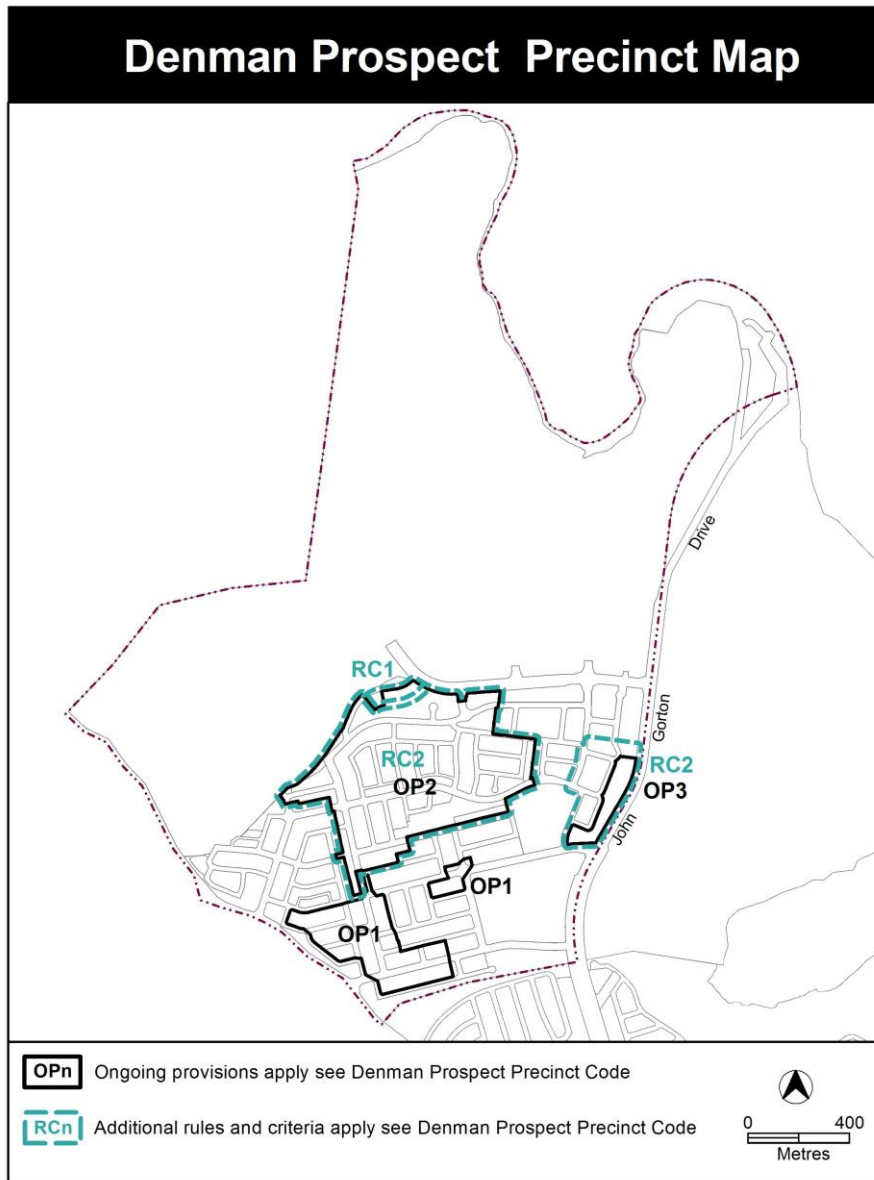 Denman Prospect Precinct Map
Drive
RC1
Gorton
RC2
OP2
RC2
OP3
John
OP1
OP1
OPn Ongoing provisions apply see Denman Prospect Precinct Code
RCn Additional rules and criteria apply see Denman Prospect Precinct Code
0 400
Metres